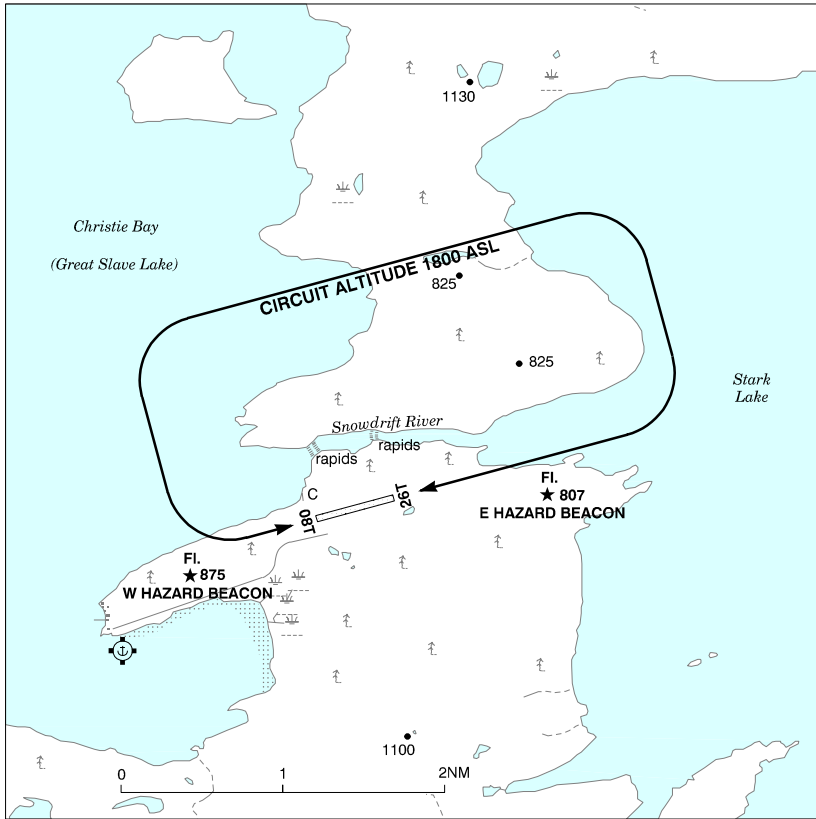 1130
Christie Bay
(Great Slave Lake)
CIRCUIT ALTITUDE 1800 ASL
825
825
Stark
Lake
Snowdrift River
rapids
rapids
C
08T
26T
Fl.
807
E HAZARD BEACON
Fl.
875
W HAZARD BEACON
1100
0 1 2NM